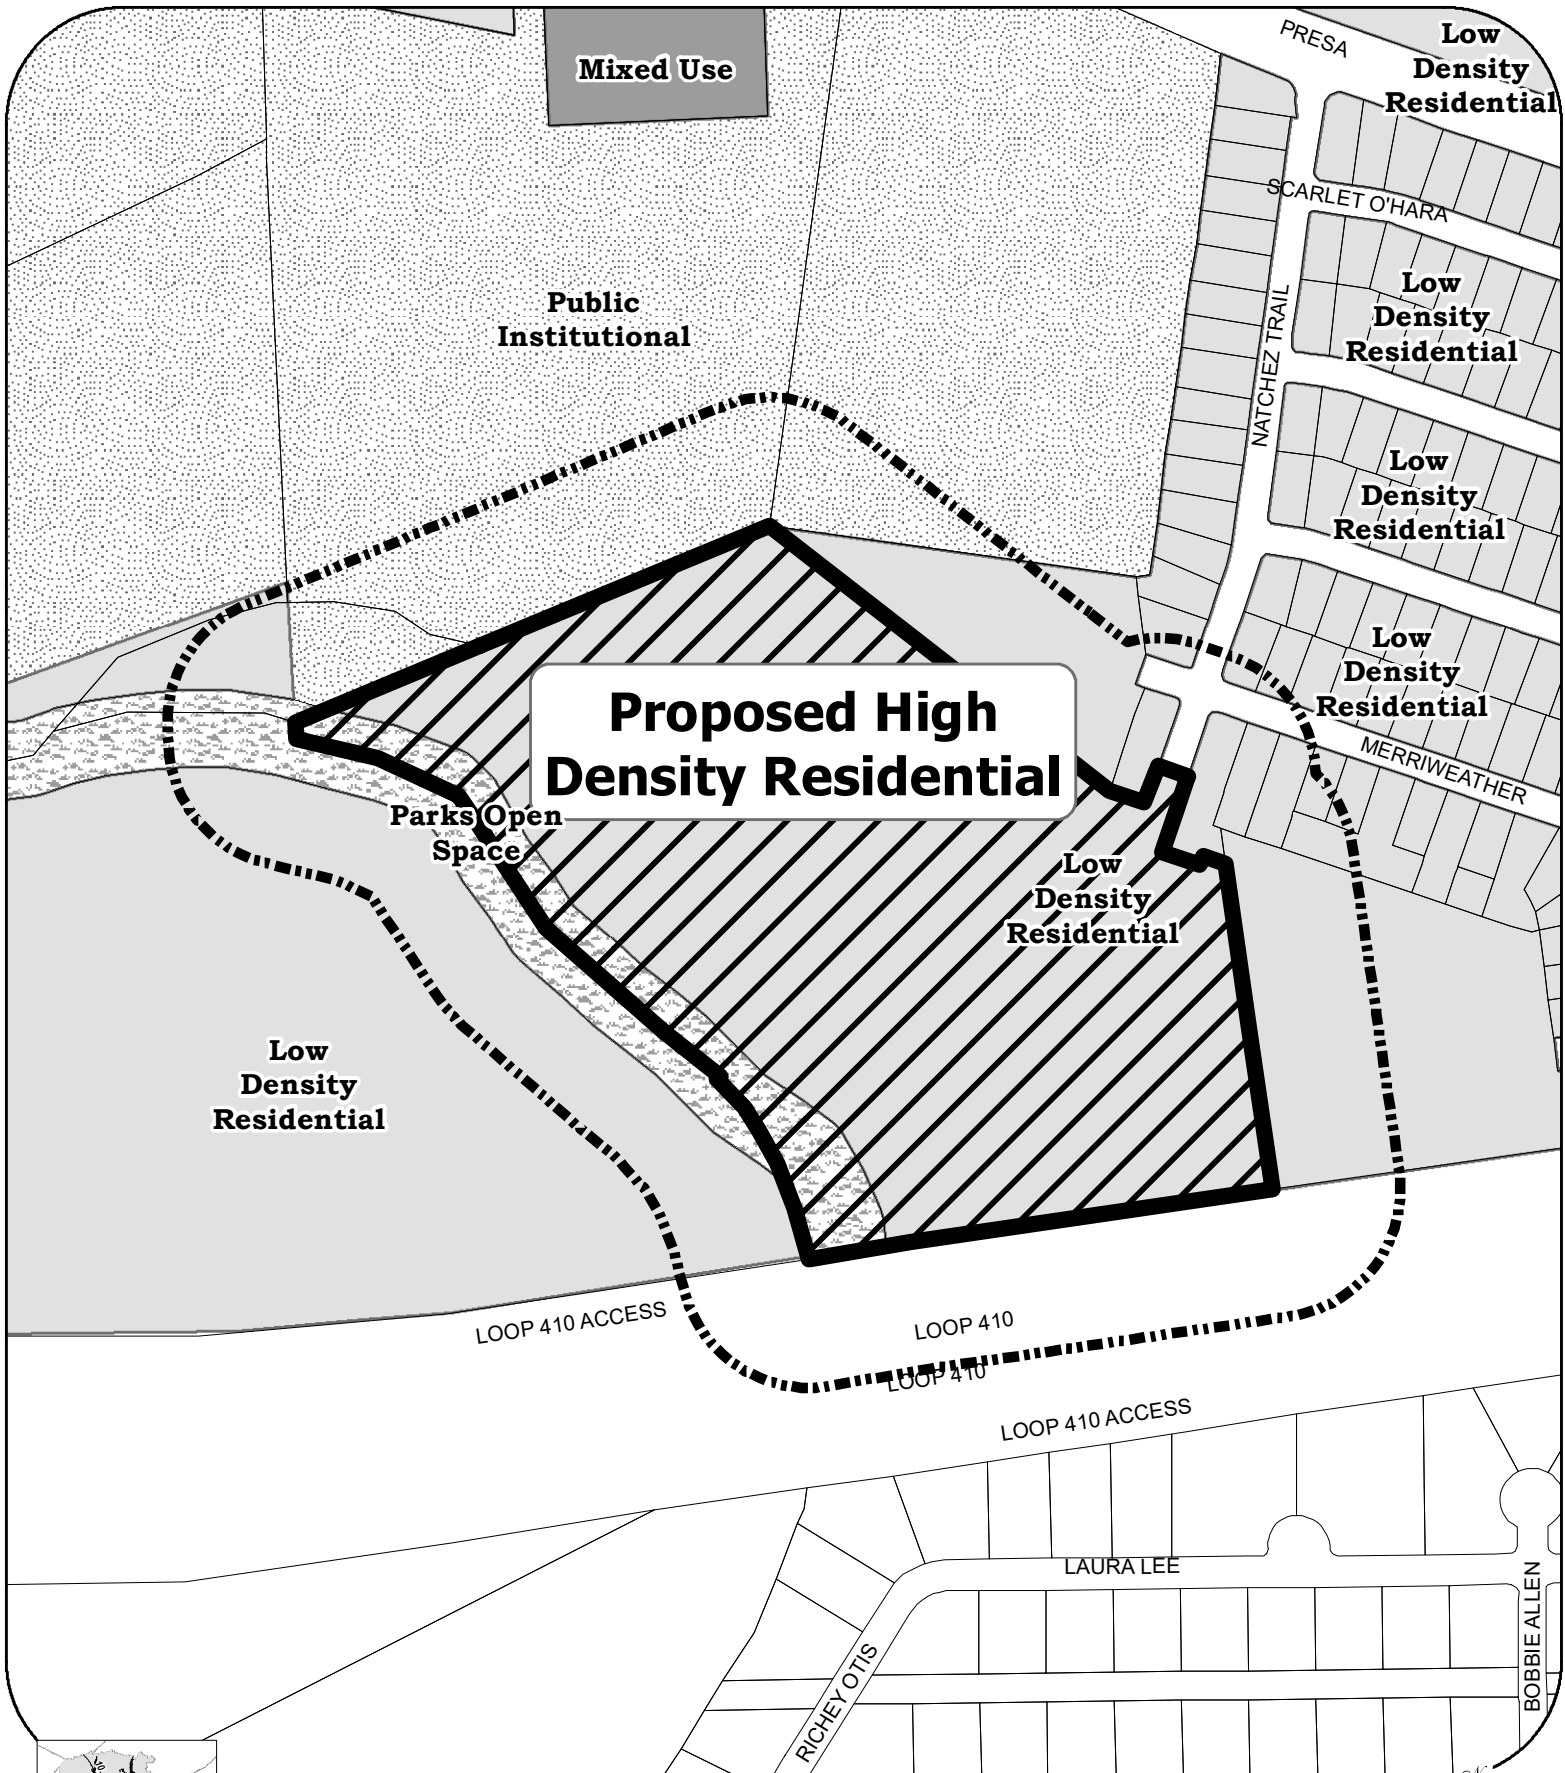 PRESA
Low
Density
Residential
Mixed Use
SCARLET O'HARA
Public
Institutional
NATCHEZ TRAIL
Low
Density
Residential
Low
Density
Residential
Low
Density
Residential
MERRIWEATHER
Proposed High
Density Residential
Parks Open
Space
Low
Density
Residential
Low
Density
Residential
LOOP 410 ACCESS
LOOP 410
LOOP 410
LOOP 410 ACCESS
LAURA LEE
BOBBIE ALLEN
RICHEY OTIS